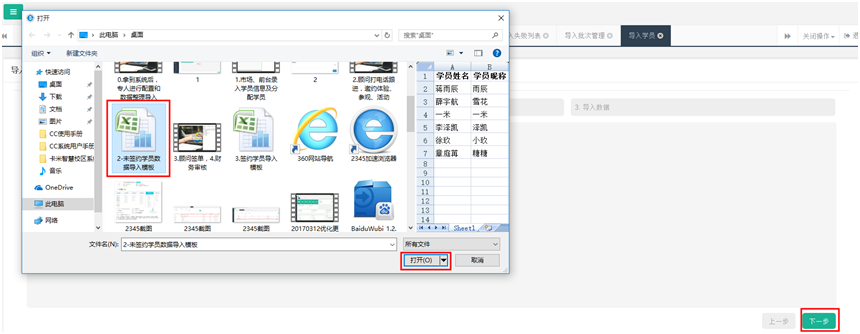 打开
此电脑
桌面
搜索"桌面"
入失败列表
导入批次管理
导入学员
关闭操作
组织
新建文件夹
快速访问
桌面
下载
文档
图片
CC使用手册
CC系统用户手册
卡米智慧校区系
音乐
OneDrive
此电脑
网络
0.拿到系统后，
专人进行配置和
数据整理导入
1
1.市场、前台录
入学员信息及分
配学员
2
2.顾问打电话跟
进，邀约体验、
参观、活动
2-未签约学员数
据导入模板
3.顾问签单，4.财
务审核
3.签约学员导入
模板
360网站导航
2345加速浏览器
2345截图
2345截图
2345截图
20170312优化更
BaiduWubi 1.2.
A B
1 学员姓名 学员昵称
2 蒋雨辰 雨辰
3 薛宇航 雪花
4 一米 一米
5 李泽凯 泽凯
6 徐玖 小玖
7
8
9
10
11
12
13
14
Sheet1
文件名(N):
2-未签约学员数据导入模板
所有文件
打开(O)
取消
3. 导入数据
上一步
下一步